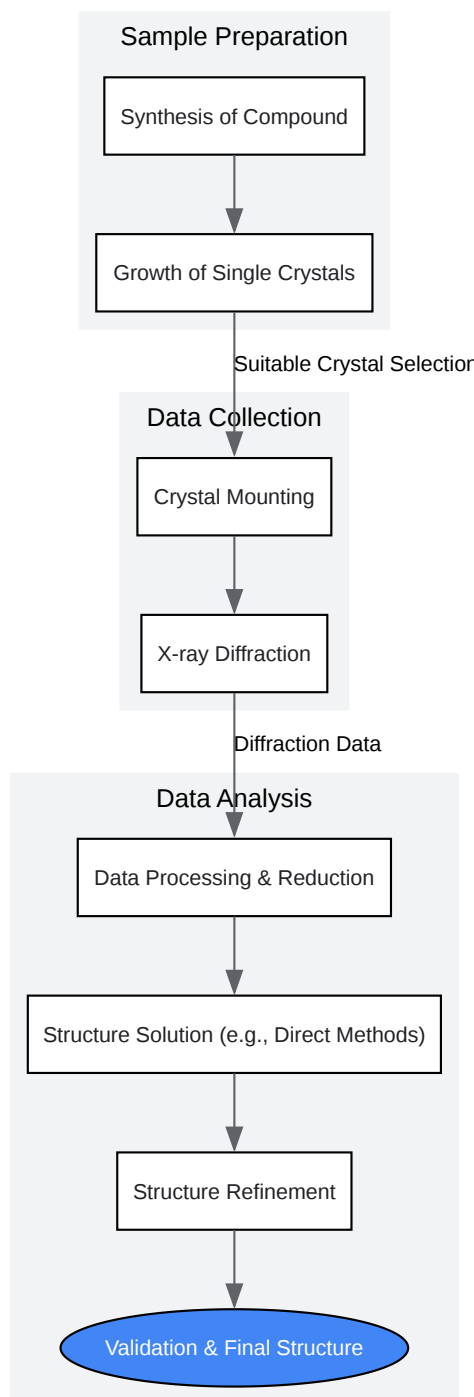 Sample Preparation
Synthesis of Compound
Growth of Single Crystals
Suitable Crystal Selection
Data Collection
Crystal Mounting
X-ray Diffraction
Diffraction Data
Data Analysis
Data Processing & Reduction
Structure Solution (e.g., Direct Methods)
Structure Refinement
Validation & Final Structure